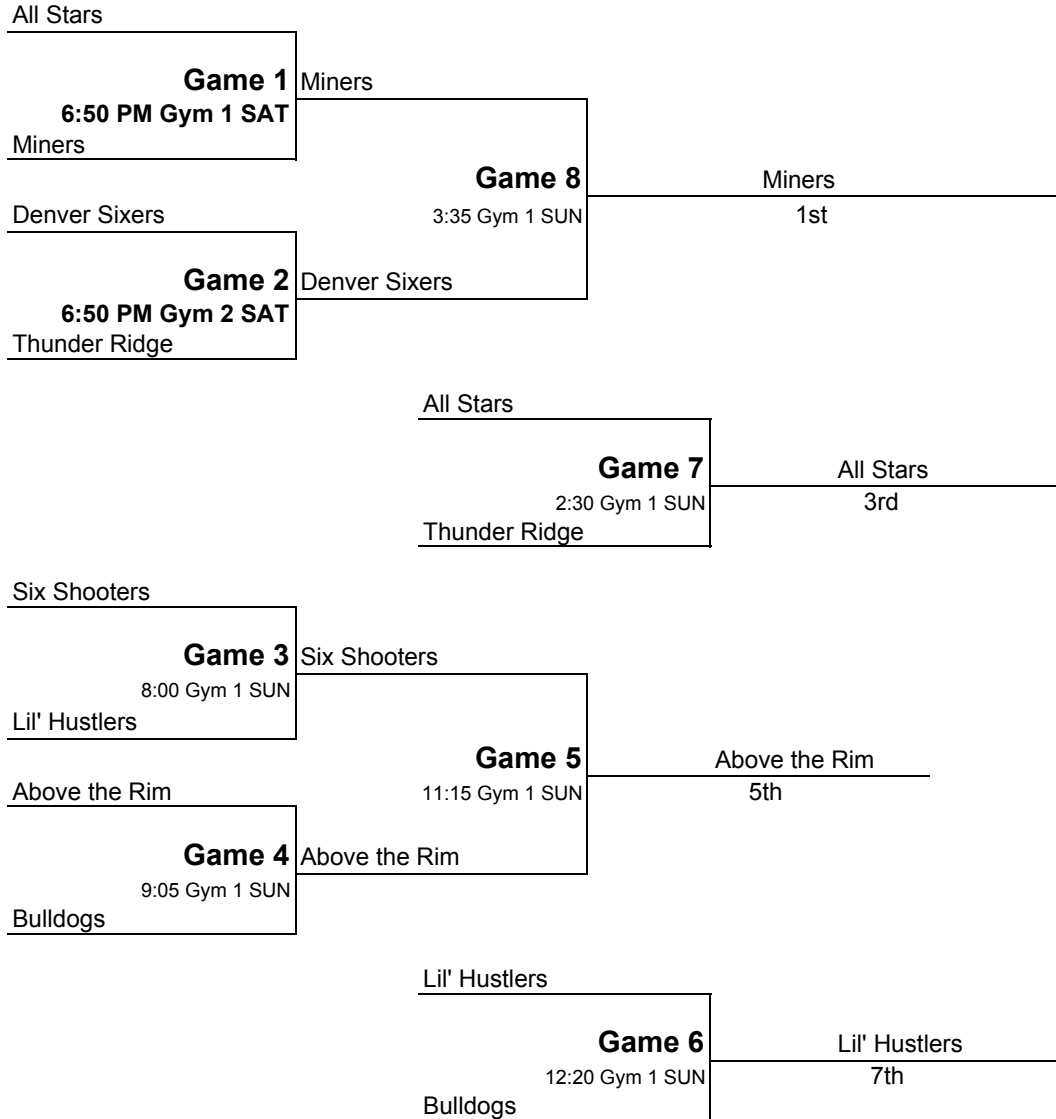 All Stars
Game 1 Miners
6:50 PM Gym 1 SAT
Miners
Game 8 Miners
Denver Sixers 3:35 Gym 1 SUN 1st
Game 2 Denver Sixers
6:50 PM Gym 2 SAT
Thunder Ridge
All Stars
Game 7 All Stars
2:30 Gym 1 SUN 3rd
Thunder Ridge
Six Shooters
Game 3 Six Shooters
8:00 Gym 1 SUN
Lil' Hustlers
Game 5 Above the Rim
Above the Rim 11:15 Gym 1 SUN 5th
Game 4 Above the Rim
9:05 Gym 1 SUN
Bulldogs
Lil' Hustlers
Game 6 Lil' Hustlers
12:20 Gym 1 SUN 7th
Bulldogs